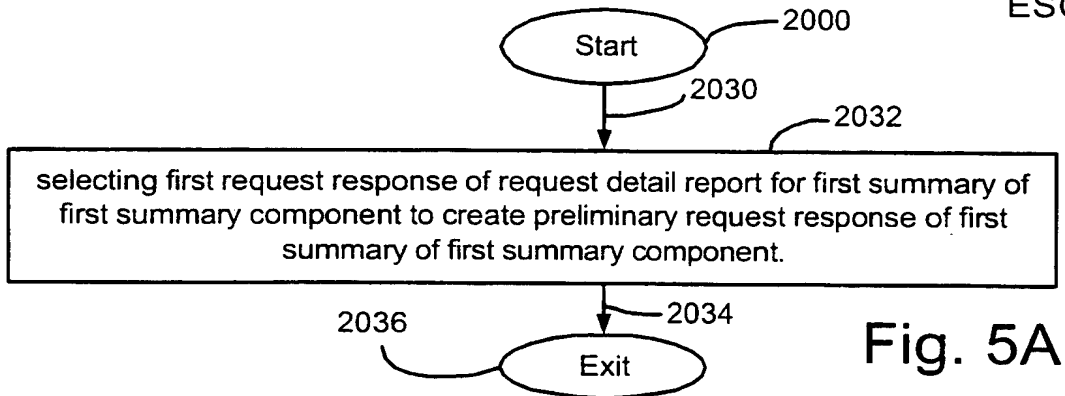 Start
2000
2030
2032
selecting first request response of request detail report for first summary of
first summary component to create preliminary request response of first
summary of first summary component.
2034
2036
Exit
Fig. 5A